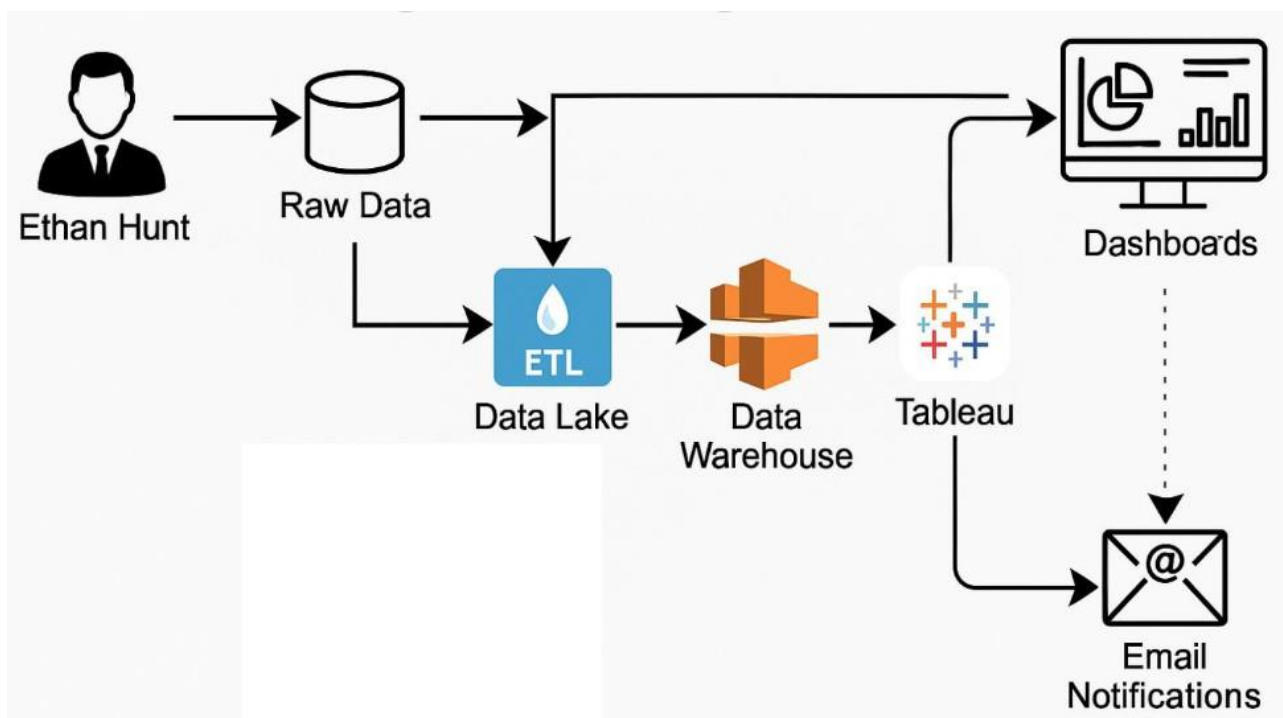 Ethan Hunt
Raw Data
Dashboards
ETL
Data Lake
Data
Warehouse
Tableau
@
Email
Notifications